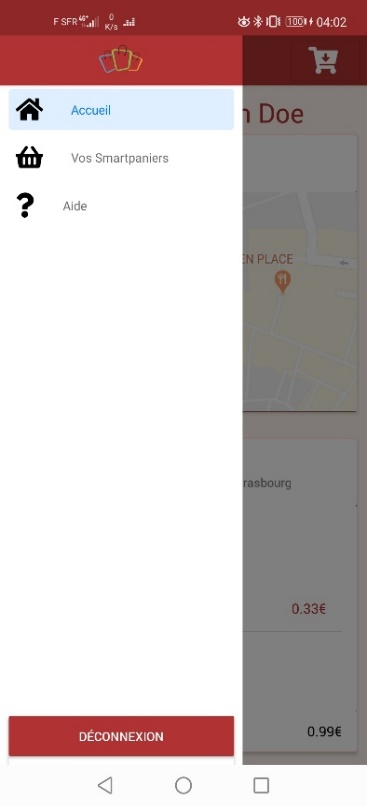 F SFR 4G+ 0 K/s 100 04:02
n Doe
Accueil
Vos Smartpaniers
Aide
EN PLACE
rasbourg
0.33€
0.99€
DÉCONNEXION